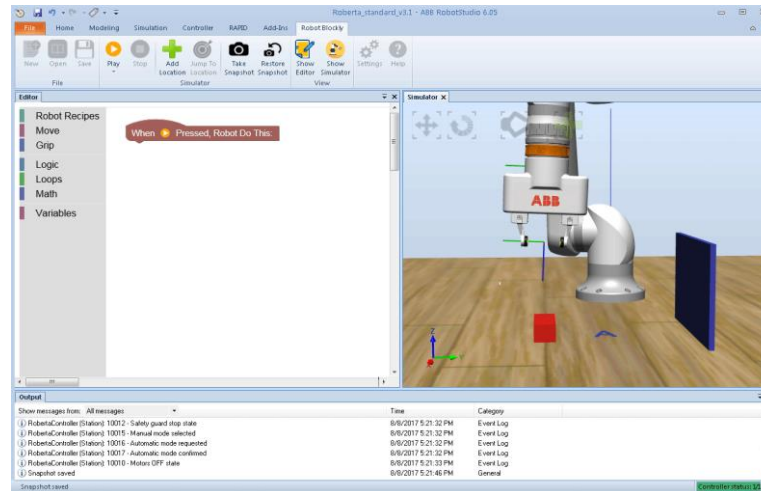 Roberta_standard_v3.1 - ABB RobotStudio 6.05
File Home Modeling Simulation Controller RAPID Add-Ins Robot Blockly
New Open Save Play Stop Add Location Jump To Location Take Snapshot Restore Snapshot Show Editor Show Simulator Settings Help
File Simulator View
Editor
Simulator
Robot Recipes
Move
Grip
Logic
Loops
Math
Variables
When Pressed, Robot Do This:
ABB
Z
Y
Output
Show messages from: All messages Time Category
RobertaController (Station): 10012 - Safety guard stop state 8/8/2017 5:21:32 PM Event Log
RobertaController (Station): 10015 - Manual mode selected 8/8/2017 5:21:32 PM Event Log
RobertaController (Station): 10016 - Automatic mode requested 8/8/2017 5:21:32 PM Event Log
RobertaController (Station): 10017 - Automatic mode confirmed 8/8/2017 5:21:32 PM Event Log
RobertaController (Station): 10010 - Motors OFF state 8/8/2017 5:21:33 PM Event Log
Snapshot saved 8/8/2017 5:21:46 PM General
Snapshot saved Controller status: 1/1